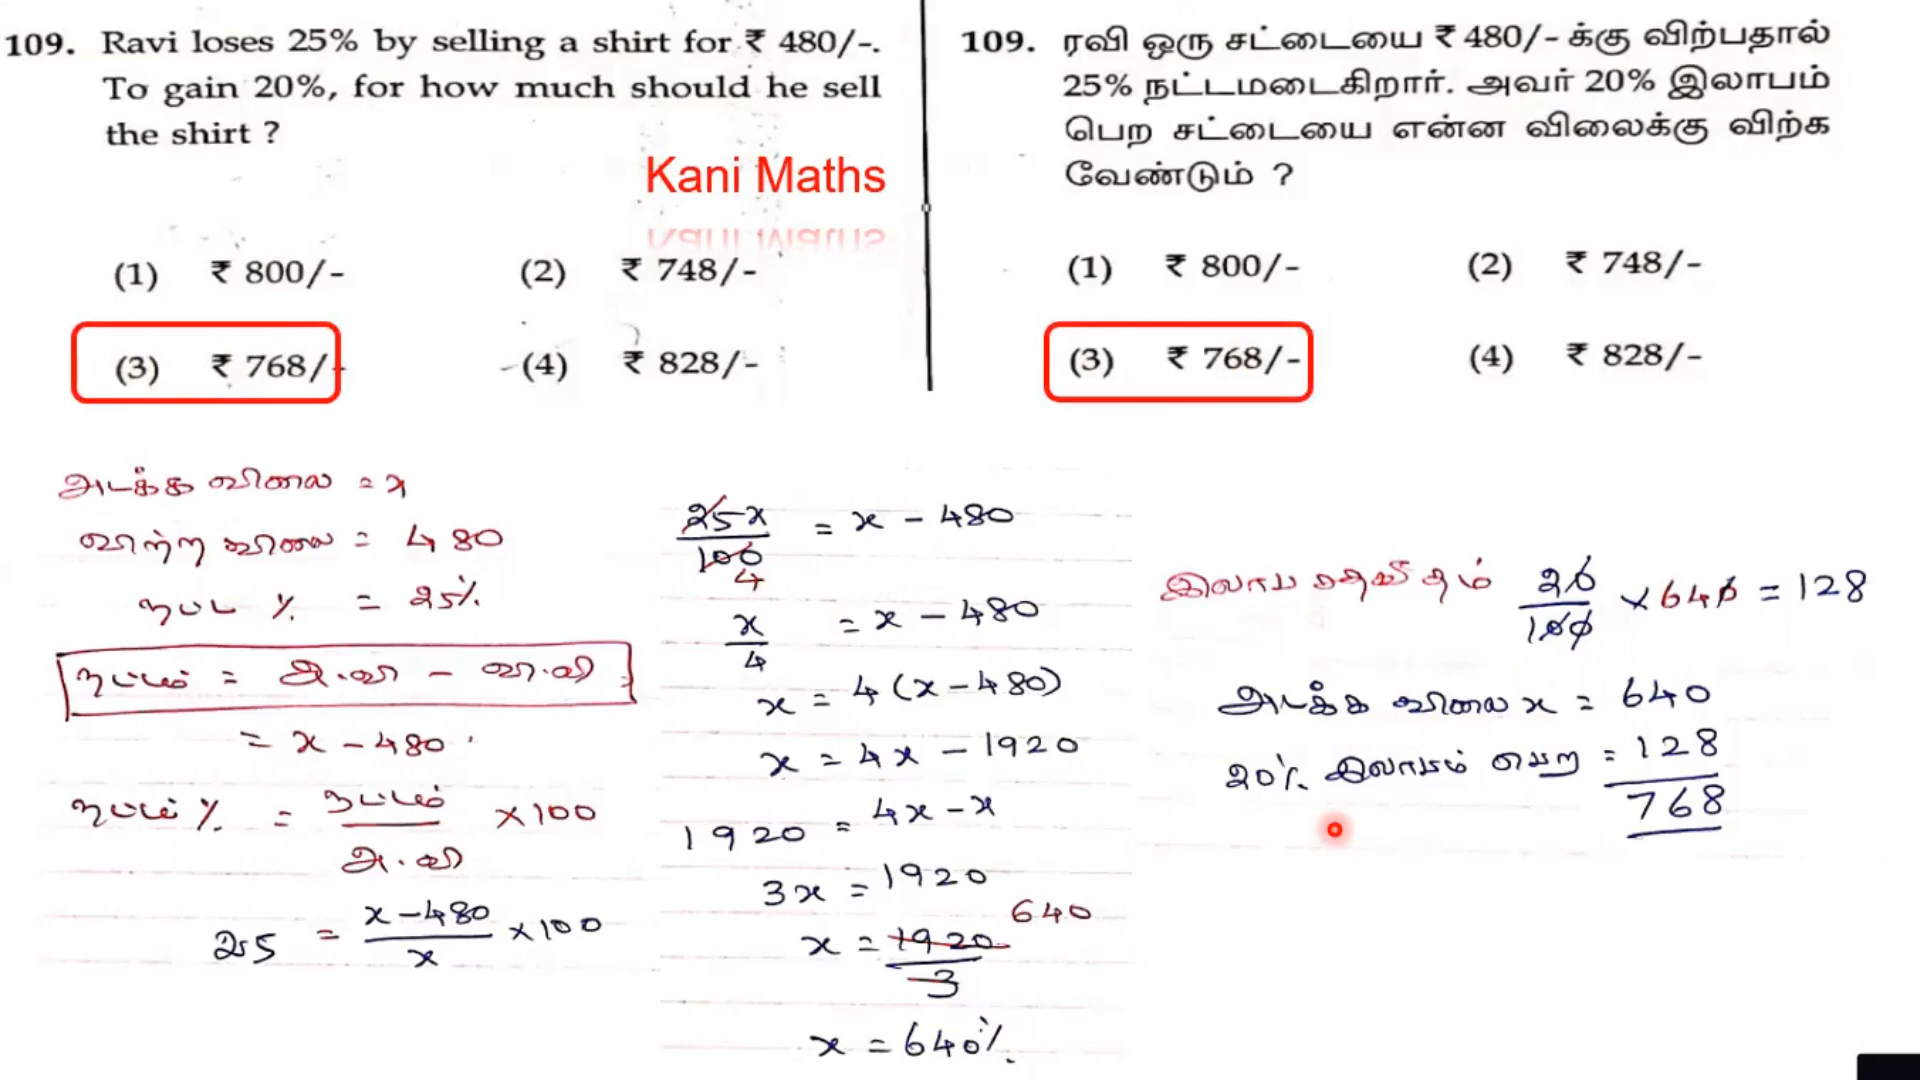 109. Ravi loses 25% by selling a shirt for ₹ 480/-.
To gain 20%, for how much should he sell
the shirt ?
Kani Maths
(1) ₹ 800/- (2) ₹ 748/-
(3) ₹ 768/- (4) ₹ 828/-
109. ரவி ஒரு சட்டையை ₹ 480/- க்கு விற்பதால்
25% நட்டமடைகிறார். அவர் 20% இலாபம்
பெற சட்டையை என்ன விலைக்கு விற்க
வேண்டும் ?
(1) ₹ 800/- (2) ₹ 748/-
(3) ₹ 768/- (4) ₹ 828/-
அடக்க விலை = x
விற்ற விலை = 480
நட்ட % = 25%
நட்டம் = அ.வி - வி.வி
= x - 480
நட்டம் % = நட்டம் / அ.வி × 100
25 = x - 480 / x × 100
25x / 100 = x - 480
4
x / 4 = x - 480
x = 4(x - 480)
x = 4x - 1920
1920 = 4x - x
3x = 1920
x = 1920 / 3 640
x = 640%.
இலாப சதவீதம் 20 / 100 × 640 = 128
அடக்க விலை x = 640
20% இலாபம் பெற = 128
768